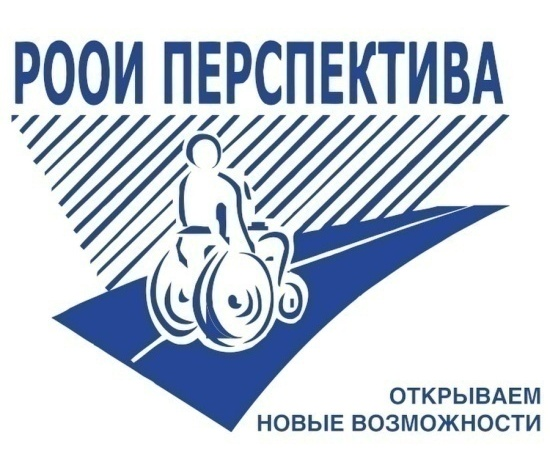 РООИ ПЕРСПЕКТИВА
ОТКРЫВАЕМ
НОВЫЕ ВОЗМОЖНОСТИ